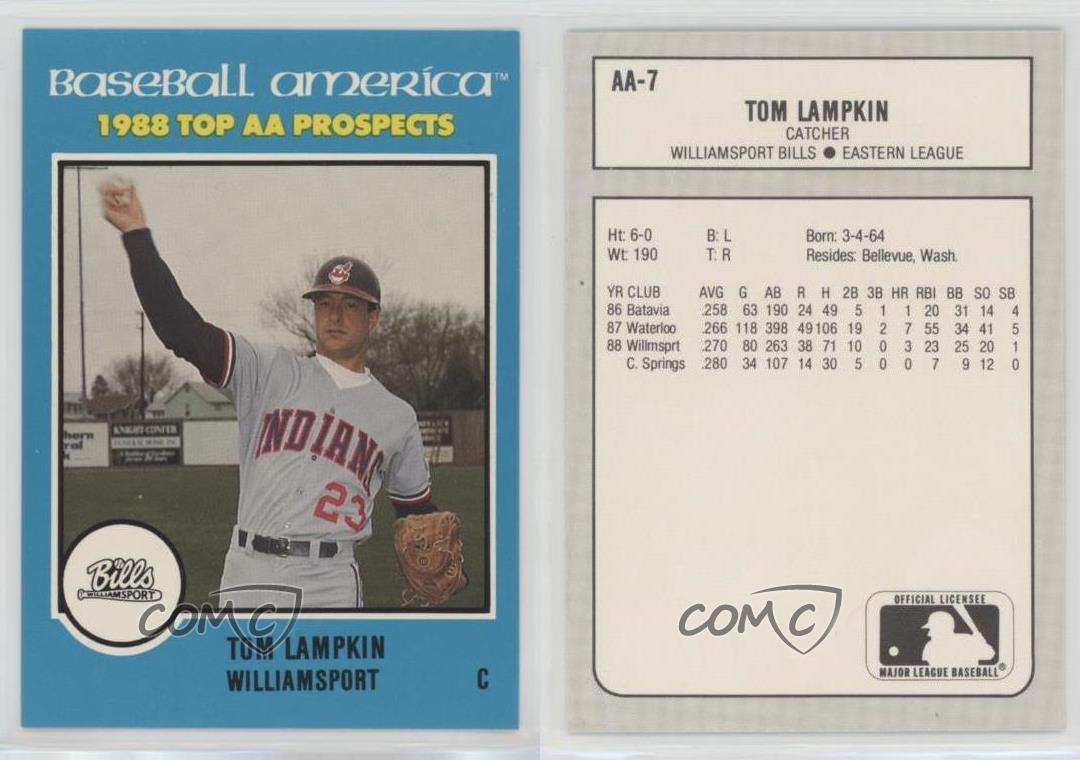 BASEBALL AMERICA™
1988 TOP AA PROSPECTS
KNIGHT-CONFER
FUNERAL HOME, INC.
INDIANS
23
Bills
WILLIAMSPORT
COMC
TOM LAMPKIN
WILLIAMSPORT C
AA-7
TOM LAMPKIN
CATCHER
WILLIAMSPORT BILLS ● EASTERN LEAGUE
Ht: 6-0 B: L Born: 3-4-64
Wt: 190 T: R Resides: Bellevue, Wash.
YR CLUB AVG G AB R H 2B 3B HR RBI BB SO SB
86 Batavia .258 63 190 24 49 5 1 1 20 31 14 4
87 Waterloo .266 118 398 49 106 19 2 7 55 34 41 5
88 Willmsprt .270 80 263 38 71 10 0 3 23 25 20 1
C. Springs .280 34 107 14 30 5 0 0 7 9 12 0
COMC
OFFICIAL LICENSEE
MAJOR LEAGUE BASEBALL®